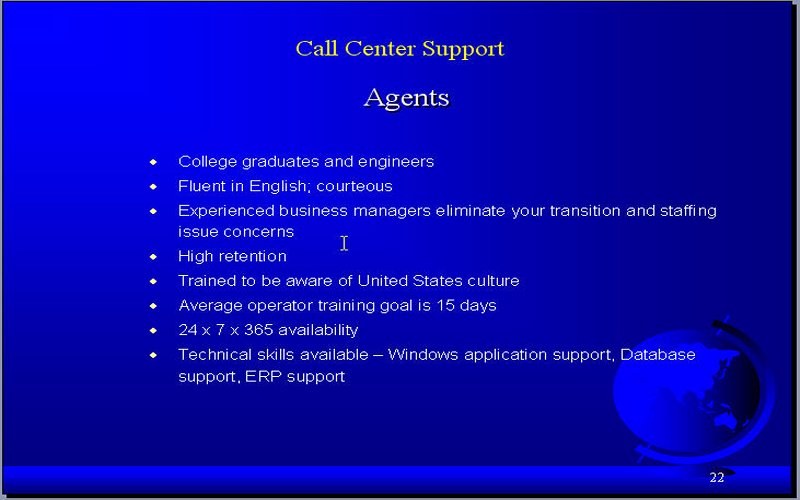 Call Center Support
Agents
College graduates and engineers
Fluent in English; courteous
Experienced business managers eliminate your transition and staffing
issue concerns
High retention
Trained to be aware of United States culture
Average operator training goal is 15 days
24 x 7 x 365 availability
Technical skills available – Windows application support, Database
support, ERP support
22